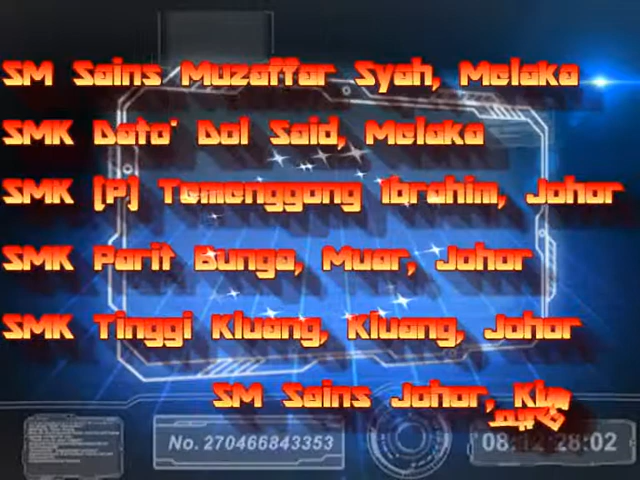 SM Sains Muzaffar Syah, Melaka
SMK Dato' Dol Said, Melaka
SMK (P) Temenggong Ibrahim, Johor
SMK Parit Bunga, Muar, Johor
SMK Tinggi Kluang, Kluang, Johor
SM Sains Johor,
No. 270466843353